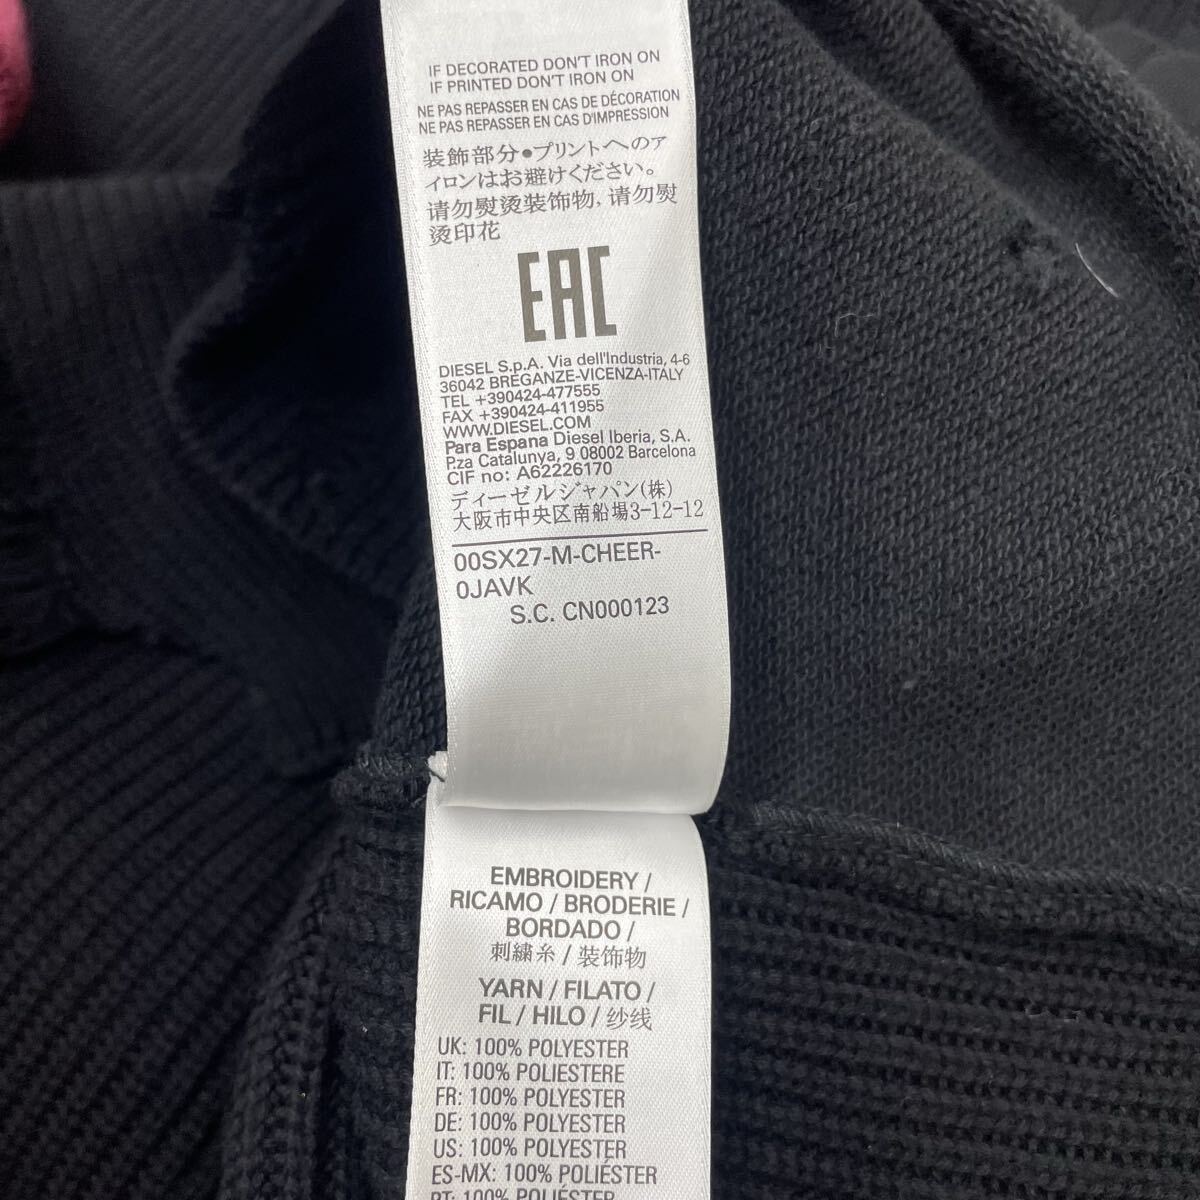 IF DECORATED DON'T IRON ON
IF PRINTED DON'T IRON ON
NE PAS REPASSER EN CAS DE DÉCORATION
NE PAS REPASSER EN CAS D'IMPRESSION
装飾部分●プリントへのア
イロンはお避けください。
请勿熨烫装饰物, 请勿熨
烫印花
EAC
DIESEL S.p.A. Via dell'Industria, 4-6
36042 BREGANZE-VICENZA-ITALY
TEL +390424-477555
FAX +390424-411955
WWW.DIESEL.COM
Para Espana Diesel Iberia, S.A.
Pza Catalunya, 9 08002 Barcelona
CIF no: A62226170
ディーゼルジャパン(株)
大阪市中央区南船場3-12-12
00SX27-M-CHEER-
0JAVK
S.C. CN000123
EMBROIDERY /
RICAMO / BRODERIE /
BORDADO /
刺繍糸 / 装饰物
YARN / FILATO /
FIL / HILO / 纱线
UK: 100% POLYESTER
IT: 100% POLIESTERE
FR: 100% POLYESTER
DE: 100% POLYESTER
US: 100% POLYESTER
ES-MX: 100% POLIÉSTER
PT: 100% POLIÉSTER